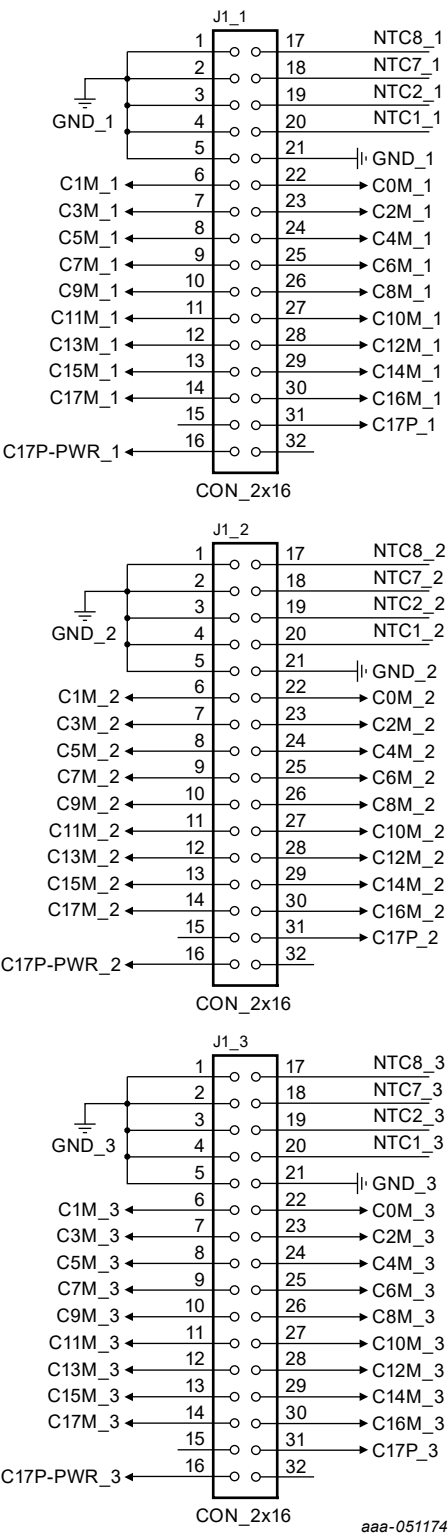 J1_1
1 17 NTC8_1
2 18 NTC7_1
3 19 NTC2_1
GND_1 4 20 NTC1_1
5 21 GND_1
C1M_1 6 22 C0M_1
C3M_1 7 23 C2M_1
C5M_1 8 24 C4M_1
C7M_1 9 25 C6M_1
C9M_1 10 26 C8M_1
C11M_1 11 27 C10M_1
C13M_1 12 28 C12M_1
C15M_1 13 29 C14M_1
C17M_1 14 30 C16M_1
15 31 C17P_1
C17P-PWR_1 16 32
CON_2x16
J1_2
1 17 NTC8_2
2 18 NTC7_2
3 19 NTC2_2
GND_2 4 20 NTC1_2
5 21 GND_2
C1M_2 6 22 C0M_2
C3M_2 7 23 C2M_2
C5M_2 8 24 C4M_2
C7M_2 9 25 C6M_2
C9M_2 10 26 C8M_2
C11M_2 11 27 C10M_2
C13M_2 12 28 C12M_2
C15M_2 13 29 C14M_2
C17M_2 14 30 C16M_2
15 31 C17P_2
C17P-PWR_2 16 32
CON_2x16
J1_3
1 17 NTC8_3
2 18 NTC7_3
3 19 NTC2_3
GND_3 4 20 NTC1_3
5 21 GND_3
C1M_3 6 22 C0M_3
C3M_3 7 23 C2M_3
C5M_3 8 24 C4M_3
C7M_3 9 25 C6M_3
C9M_3 10 26 C8M_3
C11M_3 11 27 C10M_3
C13M_3 12 28 C12M_3
C15M_3 13 29 C14M_3
C17M_3 14 30 C16M_3
15 31 C17P_3
C17P-PWR_3 16 32
CON_2x16
aaa-051174